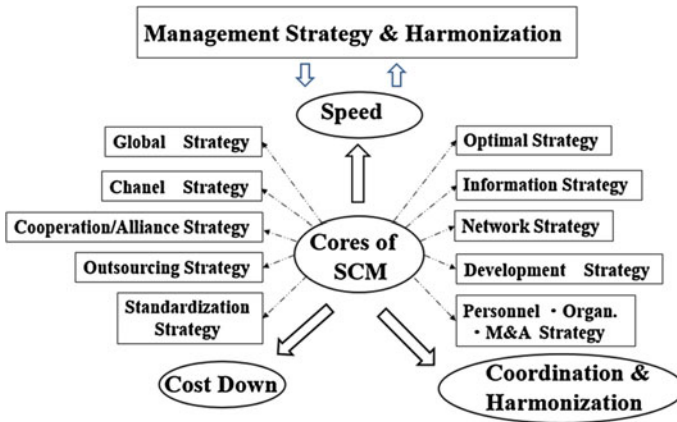 Management Strategy & Harmonization
Speed
Global Strategy
Optimal Strategy
Chanel Strategy
Information Strategy
Cooperation/Alliance Strategy
Cores of
SCM
Network Strategy
Outsourcing Strategy
Development Strategy
Standardization
Strategy
Personnel・Organ.
・M&A Strategy
Cost Down
Coordination &
Harmonization